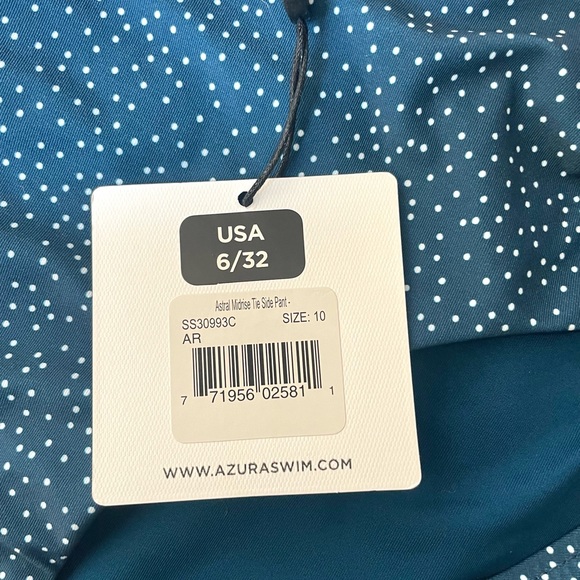 USA
6/32
Astral Midrise Tie Side Pant -
SS30993C SIZE: 10
AR
7 71956 02581 1
WWW.AZURASWIM.COM